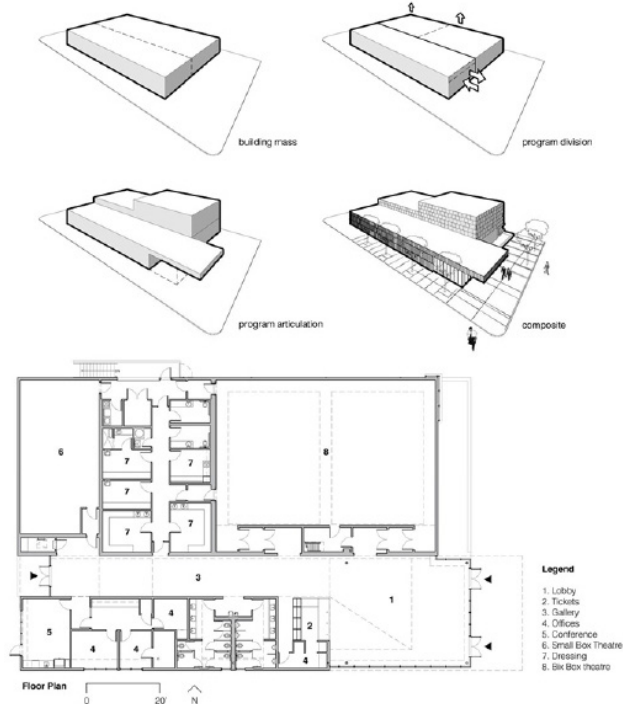 building mass
program division
program articulation
composite
6
7
7
7
7
7
8
3
1
5
4
4
4
2
4
Legend
1. Lobby
2. Tickets
3. Gallery
4. Offices
5. Conference
6. Small Box Theatre
7. Dressing
8. Bix Box theatre
Floor Plan
0
20'
N